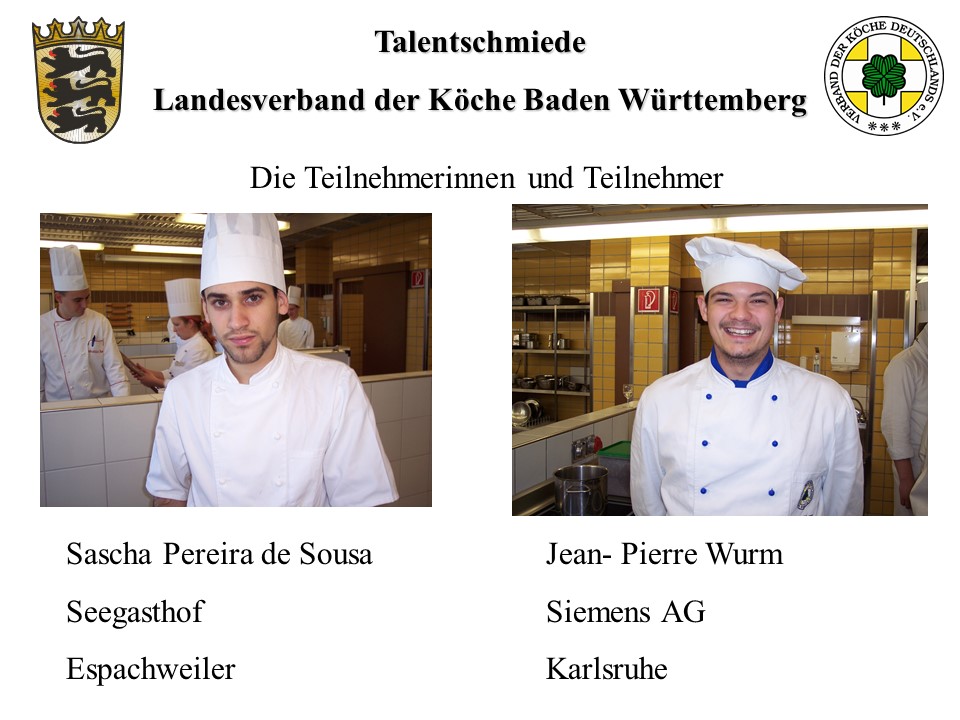 Talentschmiede
Landesverband der Köche Baden Württemberg
VERBAND DER KÖCHE DEUTSCHLANDS e.V.
Die Teilnehmerinnen und Teilnehmer
Sascha Pereira de Sousa
Seegasthof
Espachweiler
Jean- Pierre Wurm
Siemens AG
Karlsruhe